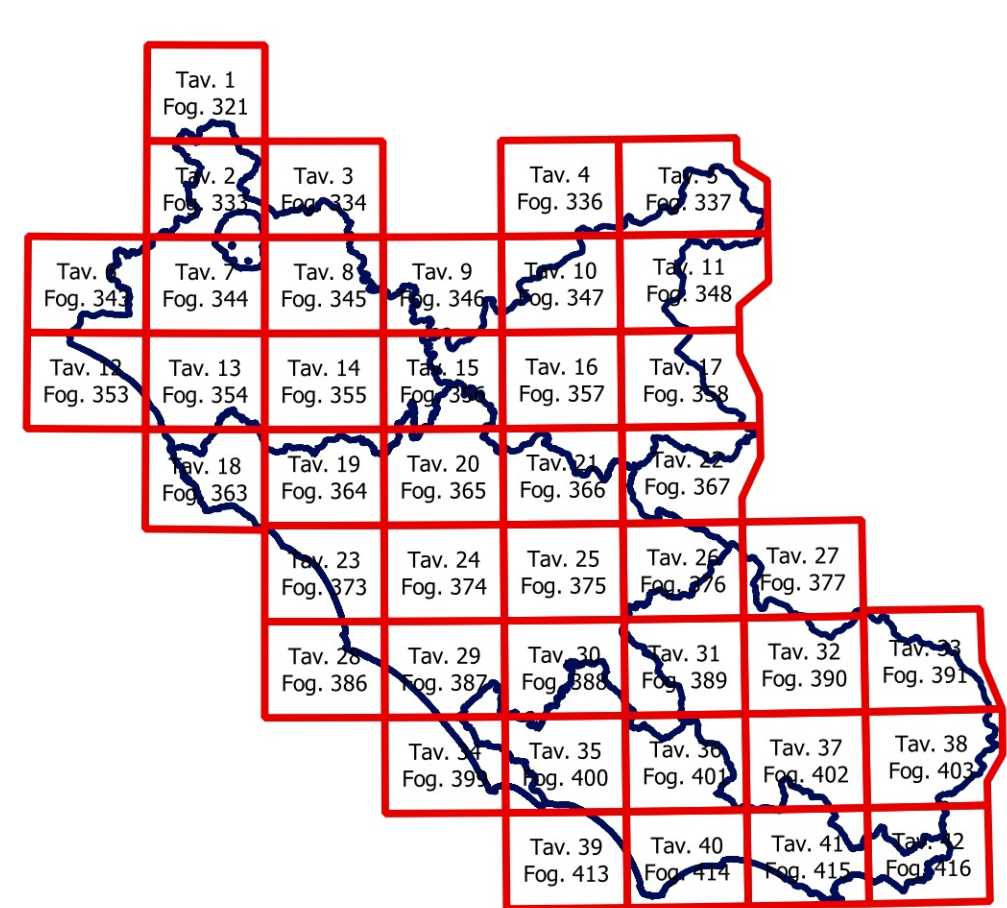 Tav. 1
Fog. 321
Tav. 2
Fog. 333
Tav. 3
Fog. 334
Tav. 4
Fog. 336
Tav. 5
Fog. 337
Tav. 6
Fog. 343
Tav. 7
Fog. 344
Tav. 8
Fog. 345
Tav. 9
Fog. 346
Tav. 10
Fog. 347
Tav. 11
Fog. 348
Tav. 12
Fog. 353
Tav. 13
Fog. 354
Tav. 14
Fog. 355
Tav. 15
Fog. 356
Tav. 16
Fog. 357
Tav. 17
Fog. 358
Tav. 18
Fog. 363
Tav. 19
Fog. 364
Tav. 20
Fog. 365
Tav. 21
Fog. 366
Tav. 22
Fog. 367
Tav. 23
Fog. 373
Tav. 24
Fog. 374
Tav. 25
Fog. 375
Tav. 26
Fog. 376
Tav. 27
Fog. 377
Tav. 28
Fog. 386
Tav. 29
Fog. 387
Tav. 30
Fog. 388
Tav. 31
Fog. 389
Tav. 32
Fog. 390
Tav. 33
Fog. 391
Tav. 34
Fog. 399
Tav. 35
Fog. 400
Tav. 36
Fog. 401
Tav. 37
Fog. 402
Tav. 38
Fog. 403
Tav. 39
Fog. 413
Tav. 40
Fog. 414
Tav. 41
Fog. 415
Tav. 42
Fog. 416